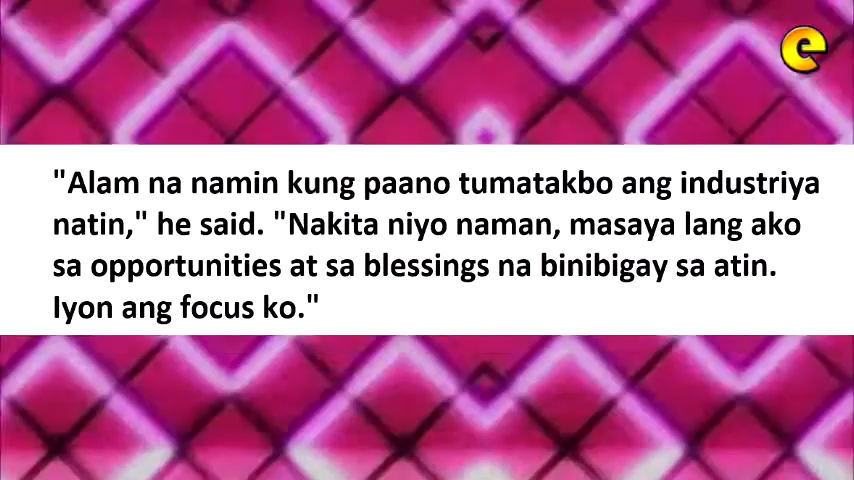 e
"Alam na namin kung paano tumatakbo ang industriya
natin," he said. "Nakita niyo naman, masaya lang ako
sa opportunities at sa blessings na binibigay sa atin.
Iyon ang focus ko."